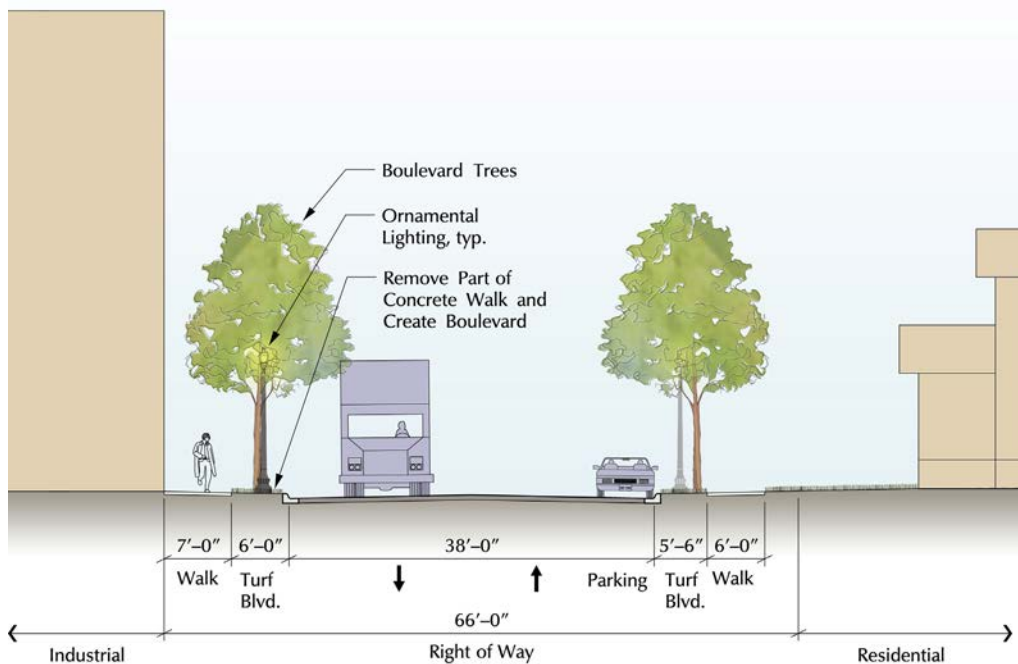 Boulevard Trees
Ornamental
Lighting, typ.
Remove Part of
Concrete Walk and
Create Boulevard
7'–0" 6'–0" 38'–0" 5'–6" 6'–0"
Walk Turf Parking Turf Walk
Blvd. Blvd.
66'–0"
Industrial Right of Way Residential